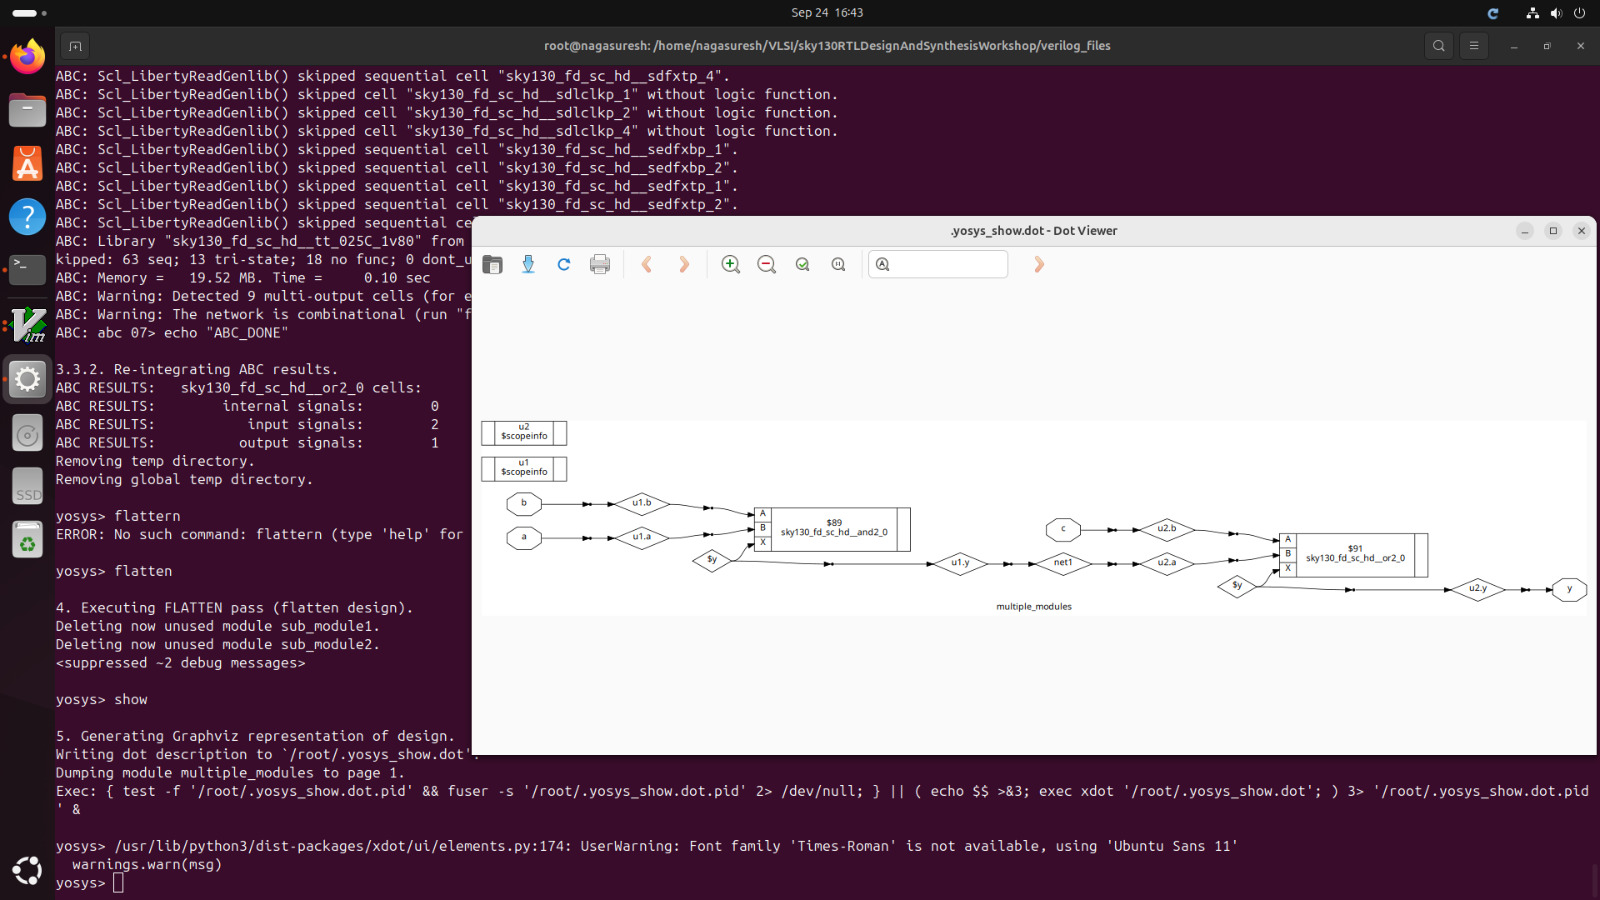 Sep 24 16:43
root@nagasuresh: /home/nagasuresh/VLSI/sky130RTLDesignAndSynthesisWorkshop/verilog_files
ABC: Scl_LibertyReadGenlib() skipped sequential cell "sky130_fd_sc_hd__sdfxtp_4".
ABC: Scl_LibertyReadGenlib() skipped cell "sky130_fd_sc_hd__sdlclkp_1" without logic function.
ABC: Scl_LibertyReadGenlib() skipped cell "sky130_fd_sc_hd__sdlclkp_2" without logic function.
ABC: Scl_LibertyReadGenlib() skipped cell "sky130_fd_sc_hd__sdlclkp_4" without logic function.
ABC: Scl_LibertyReadGenlib() skipped sequential cell "sky130_fd_sc_hd__sedfxbp_1".
ABC: Scl_LibertyReadGenlib() skipped sequential cell "sky130_fd_sc_hd__sedfxbp_2".
ABC: Scl_LibertyReadGenlib() skipped sequential cell "sky130_fd_sc_hd__sedfxtp_1".
ABC: Scl_LibertyReadGenlib() skipped sequential cell "sky130_fd_sc_hd__sedfxtp_2".
ABC: Scl_LibertyReadGenlib() skipped sequential ce
ABC: Library "sky130_fd_sc_hd__tt_025C_1v80" from
kipped: 63 seq; 13 tri-state; 18 no func; 0 dont_u
ABC: Memory = 19.52 MB. Time = 0.10 sec
ABC: Warning: Detected 9 multi-output cells (for e
ABC: Warning: The network is combinational (run "f
ABC: abc 07> echo "ABC_DONE"
3.3.2. Re-integrating ABC results.
ABC RESULTS: sky130_fd_sc_hd__or2_0 cells:
ABC RESULTS: internal signals: 0
ABC RESULTS: input signals: 2
ABC RESULTS: output signals: 1
Removing temp directory.
Removing global temp directory.
yosys> flattern
ERROR: No such command: flattern (type 'help' for
yosys> flatten
4. Executing FLATTEN pass (flatten design).
Deleting now unused module sub_module1.
Deleting now unused module sub_module2.
<suppressed ~2 debug messages>
yosys> show
5. Generating Graphviz representation of design.
Writing dot description to `/root/.yosys_show.dot'.
Dumping module multiple_modules to page 1.
Exec: { test -f '/root/.yosys_show.dot.pid' && fuser -s '/root/.yosys_show.dot.pid' 2> /dev/null; } || ( echo $$ >&3; exec xdot '/root/.yosys_show.dot'; ) 3> '/root/.yosys_show.dot.pid
' &
yosys> /usr/lib/python3/dist-packages/xdot/ui/elements.py:174: UserWarning: Font family 'Times-Roman' is not available, using 'Ubuntu Sans 11'
warnings.warn(msg)
yosys>
.yosys_show.dot - Dot Viewer
u2
$scopeinfo
u1
$scopeinfo
b
u1.b
a
u1.a
$y
A
B
X
$89
sky130_fd_sc_hd__and2_0
u1.y
net1
c
u2.b
u2.a
$y
A
B
X
$91
sky130_fd_sc_hd__or2_0
u2.y
y
multiple_modules
SSD
Vim